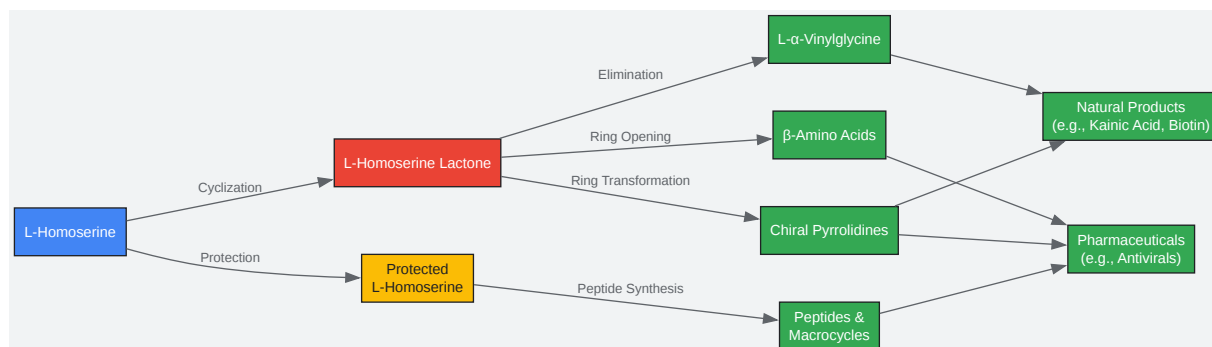 L-α-Vinylglycine
Elimination
Natural Products
(e.g., Kainic Acid, Biotin)
Ring Opening
β-Amino Acids
L-Homoserine Lactone
Cyclization
Ring Transformation
L-Homoserine
Chiral Pyrrolidines
Pharmaceuticals
(e.g., Antivirals)
Protection
Protected
L-Homoserine
Peptide Synthesis
Peptides &
Macrocycles